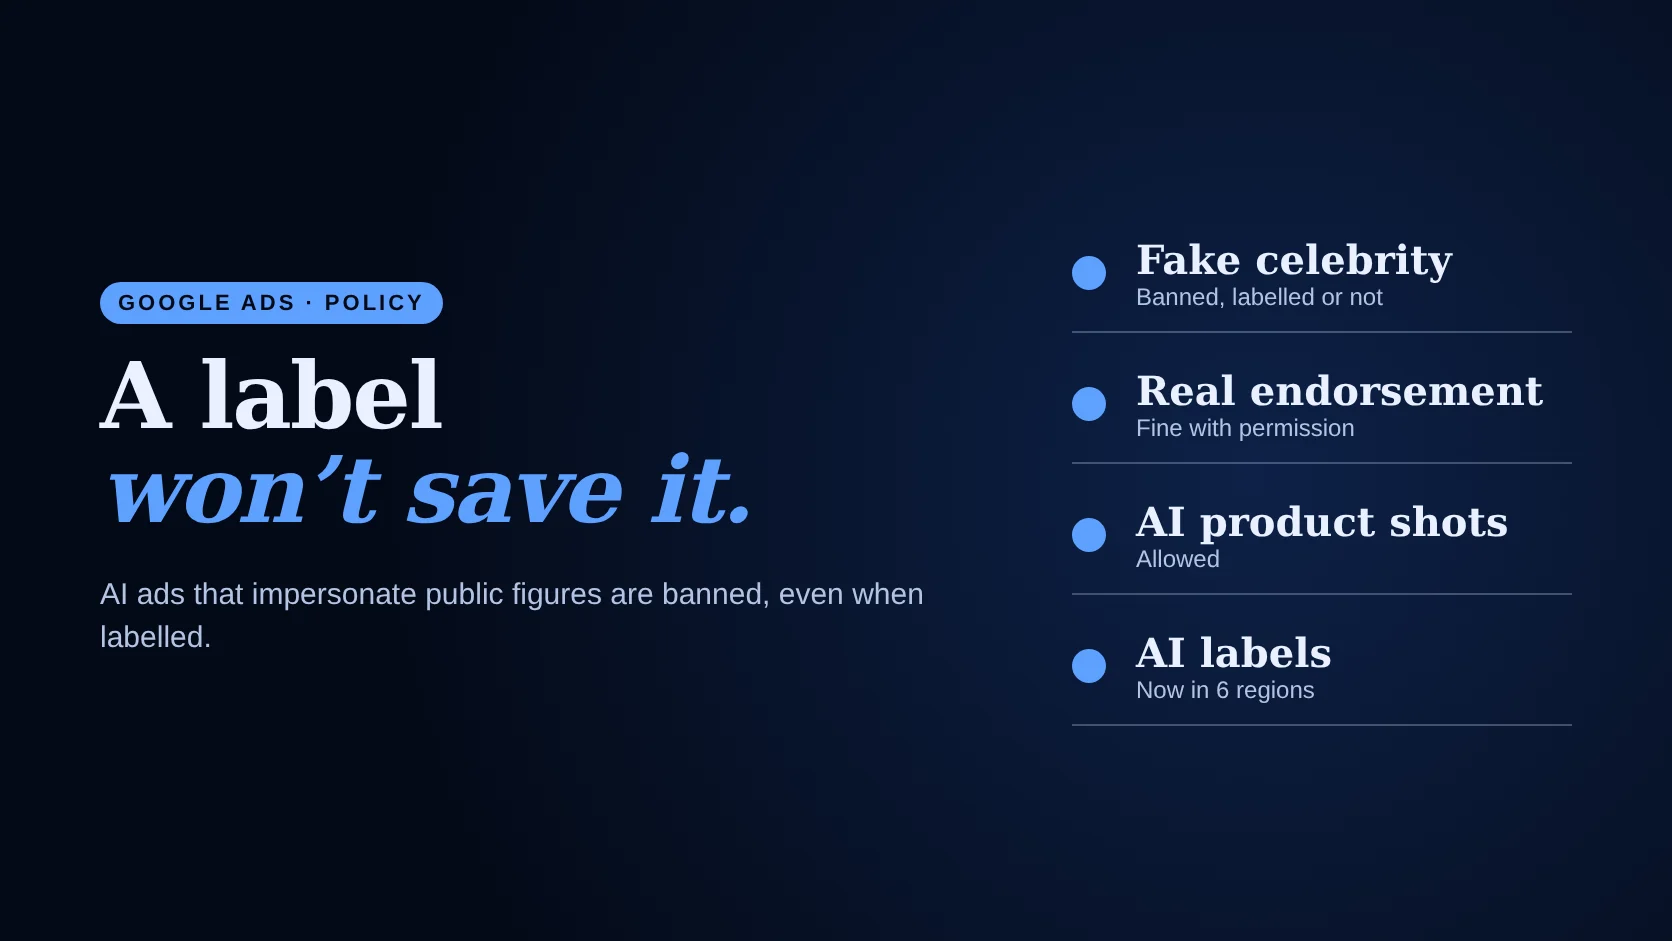 GOOGLE ADS · POLICY
A label
won’t save it.
AI ads that impersonate public figures are banned, even when
labelled.
Fake celebrity
Banned, labelled or not
Real endorsement
Fine with permission
AI product shots
Allowed
AI labels
Now in 6 regions